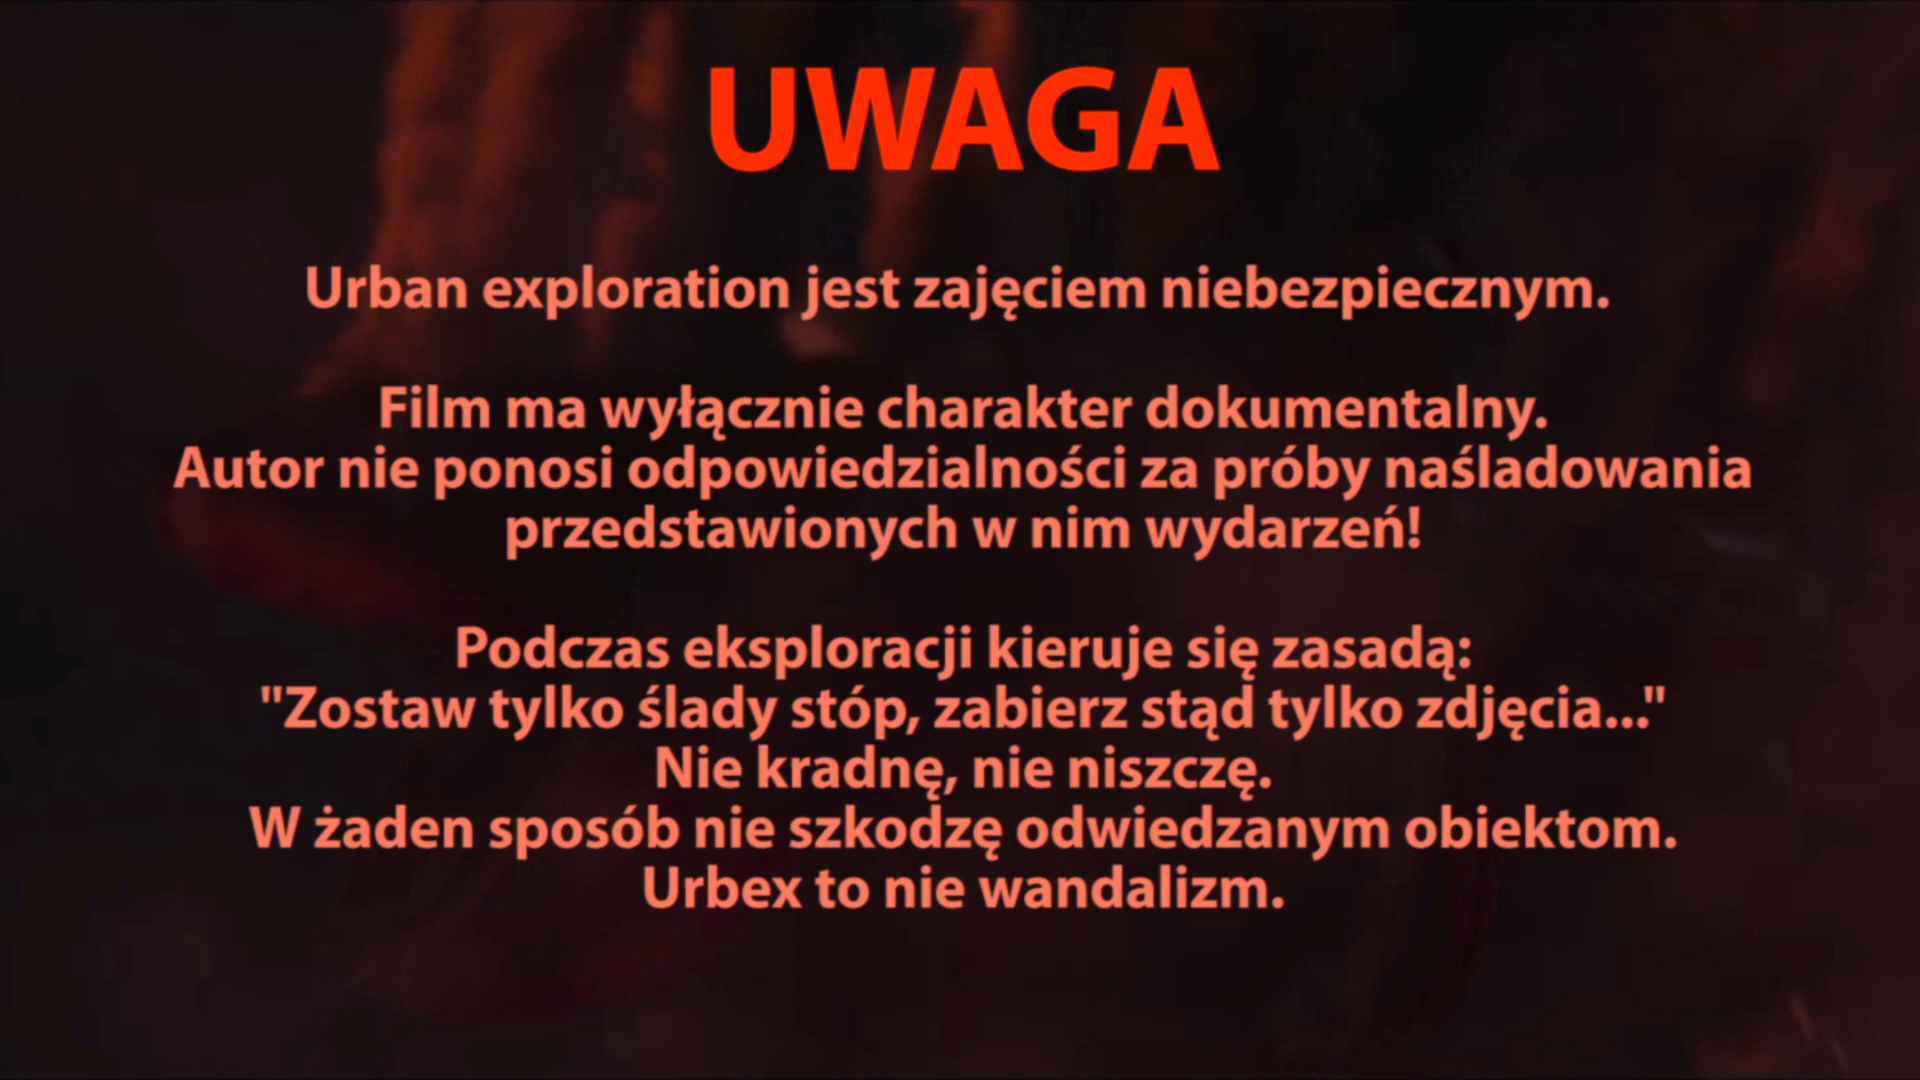 UWAGA
Urban exploration jest zajęciem niebezpiecznym.
Film ma wyłącznie charakter dokumentalny.
Autor nie ponosi odpowiedzialności za próby naśladowania
przedstawionych w nim wydarzeń!
Podczas eksploracji kieruje się zasadą:
"Zostaw tylko ślady stóp, zabierz stąd tylko zdjęcia..."
Nie kradnę, nie niszczę.
W żaden sposób nie szkodzę odwiedzanym obiektom.
Urbex to nie wandalizm.